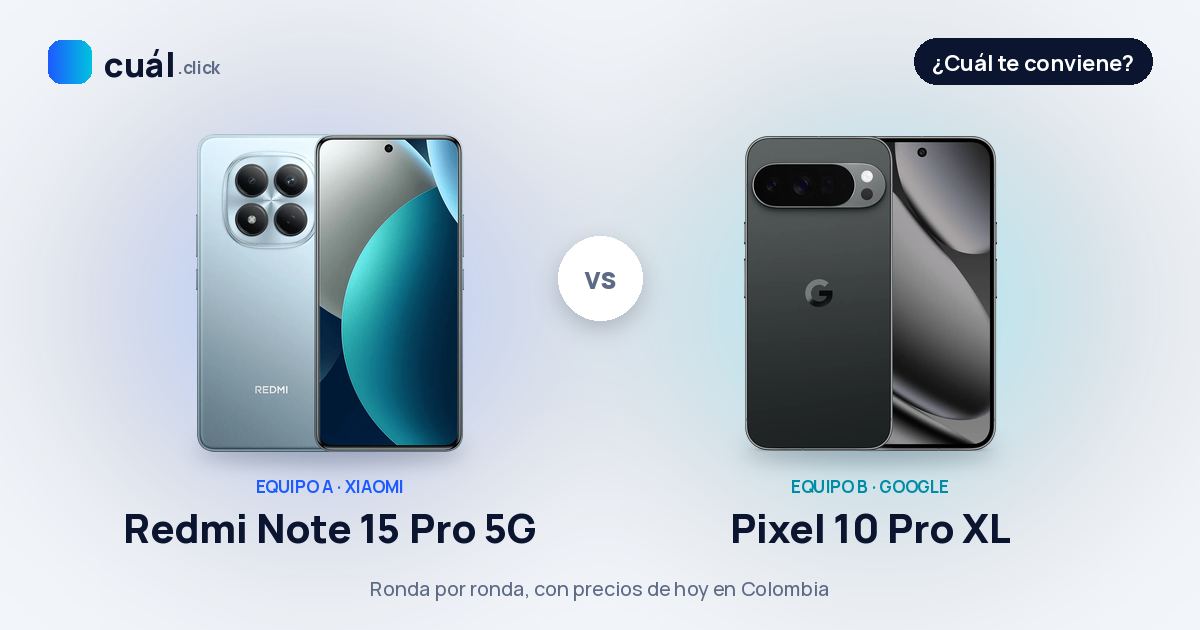 cuál.click
¿Cuál te conviene?
REDMI
G
VS
EQUIPO A · XIAOMI
EQUIPO B · GOOGLE
Redmi Note 15 Pro 5G
Pixel 10 Pro XL
Ronda por ronda, con precios de hoy en Colombia